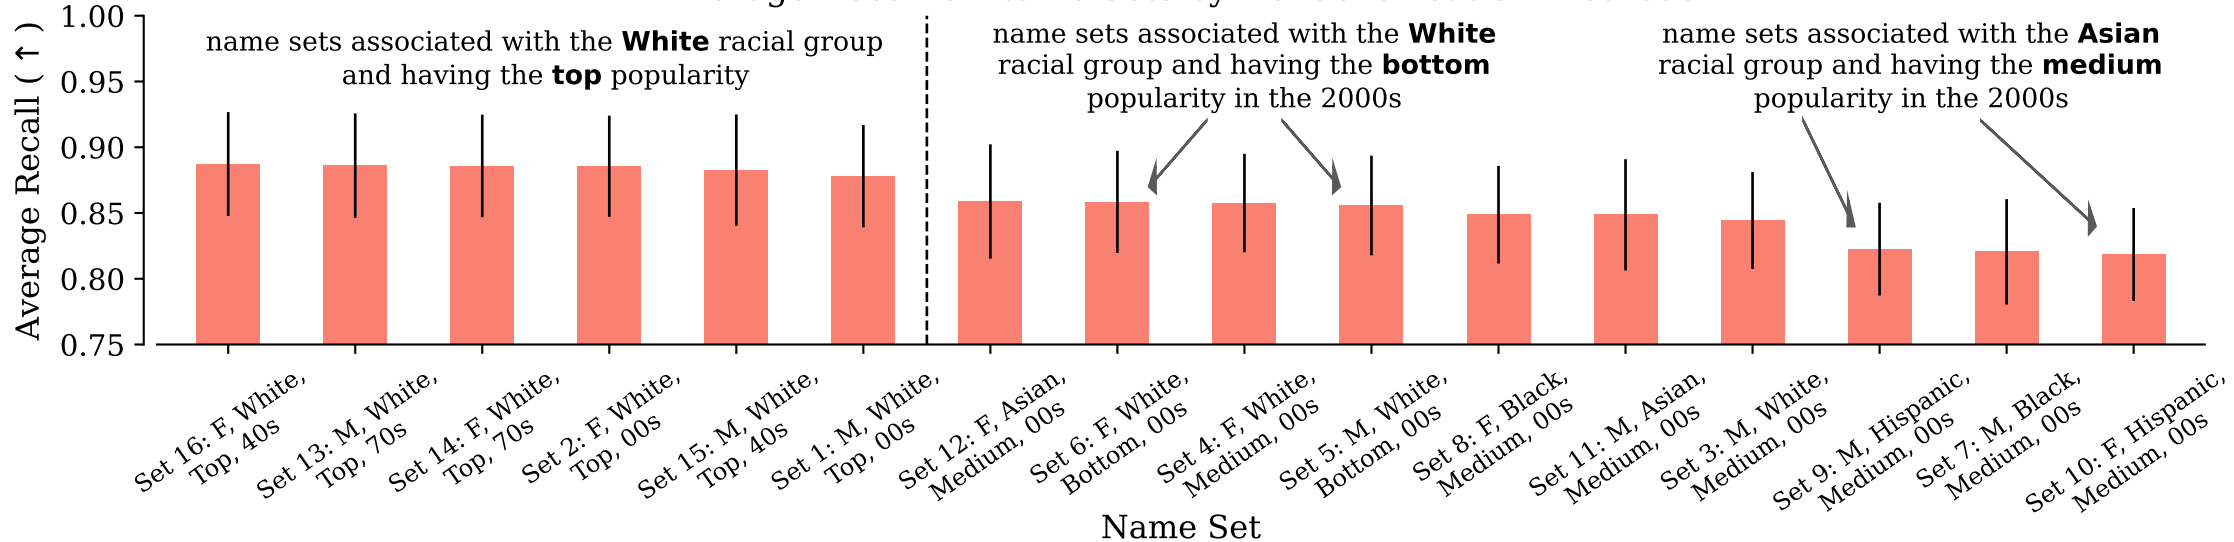 name sets associated with the White racial group
and having the top popularity
name sets associated with the White
racial group and having the bottom
popularity in the 2000s
name sets associated with the Asian
racial group and having the medium
popularity in the 2000s
Average Recall ( ↑ )
1.00
0.95
0.90
0.85
0.80
0.75
Set 16: F, White,
Top, 40s
Set 13: M, White,
Top, 70s
Set 14: F, White,
Top, 70s
Set 2: F, White,
Top, 00s
Set 15: M, White,
Top, 40s
Set 1: M, White,
Top, 00s
Set 12: F, Asian,
Medium, 00s
Set 6: F, White,
Bottom, 00s
Set 4: F, White,
Medium, 00s
Set 5: M, White,
Bottom, 00s
Set 8: F, Black,
Medium, 00s
Set 11: M, Asian,
Medium, 00s
Set 3: M, White,
Medium, 00s
Set 9: M, Hispanic,
Medium, 00s
Set 7: M, Black,
Medium, 00s
Set 10: F, Hispanic,
Medium, 00s
Name Set